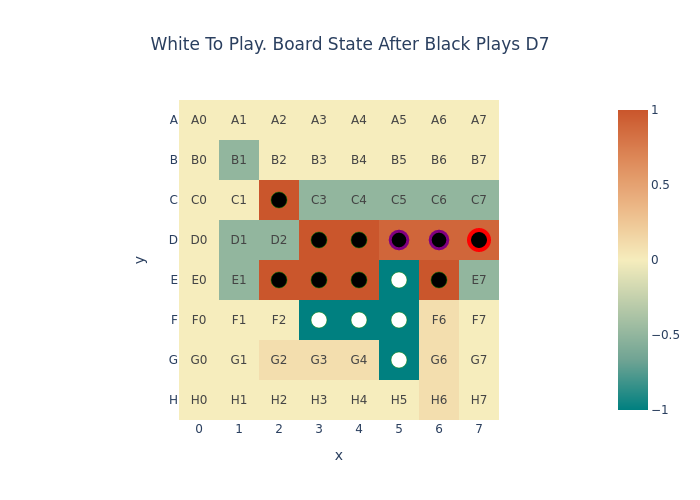 White To Play. Board State After Black Plays D7
A A0 A1 A2 A3 A4 A5 A6 A7
B B0 B1 B2 B3 B4 B5 B6 B7
C C0 C1 C3 C4 C5 C6 C7
D D0 D1 D2
E E0 E1 E7
F F0 F1 F2 F6 F7
G G0 G1 G2 G3 G4 G6 G7
H H0 H1 H2 H3 H4 H5 H6 H7
0 1 2 3 4 5 6 7
x
y
1
0.5
0
−0.5
−1